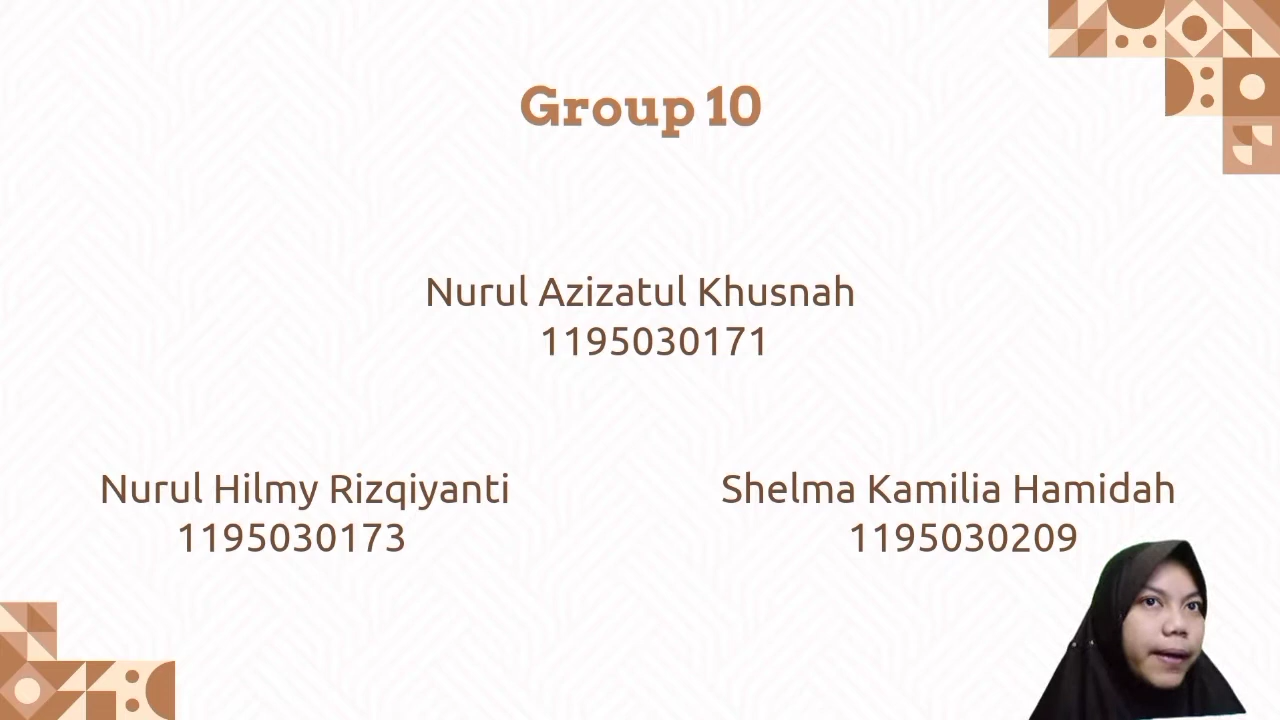 Group 10
Nurul Azizatul Khusnah
1195030171
Nurul Hilmy Rizqiyanti
1195030173
Shelma Kamilia Hamidah
1195030209